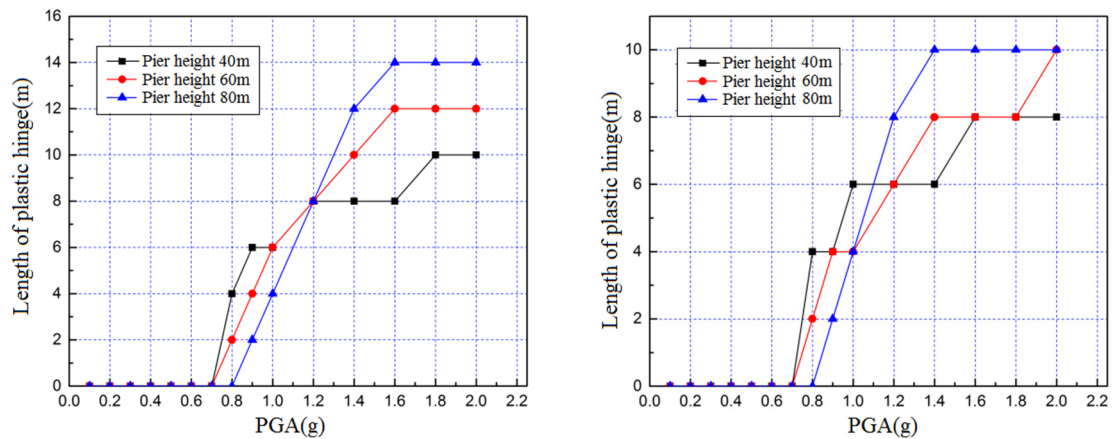 16
14
12
10
8
6
4
2
0
Length of plastic hinge(m)
Pier height 40m
Pier height 60m
Pier height 80m
0.0 0.2 0.4 0.6 0.8 1.0 1.2 1.4 1.6 1.8 2.0 2.2
PGA(g)
10
8
6
4
2
0
Length of plastic hinge(m)
Pier height 40m
Pier height 60m
Pier height 80m
0.0 0.2 0.4 0.6 0.8 1.0 1.2 1.4 1.6 1.8 2.0 2.2
PGA(g)